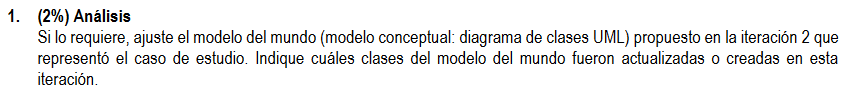 1. (2%) Análisis
Si lo requiere, ajuste el modelo del mundo (modelo conceptual: diagrama de clases UML) propuesto en la iteración 2 que
representó el caso de estudio. Indique cuáles clases del modelo del mundo fueron actualizadas o creadas en esta
iteración.